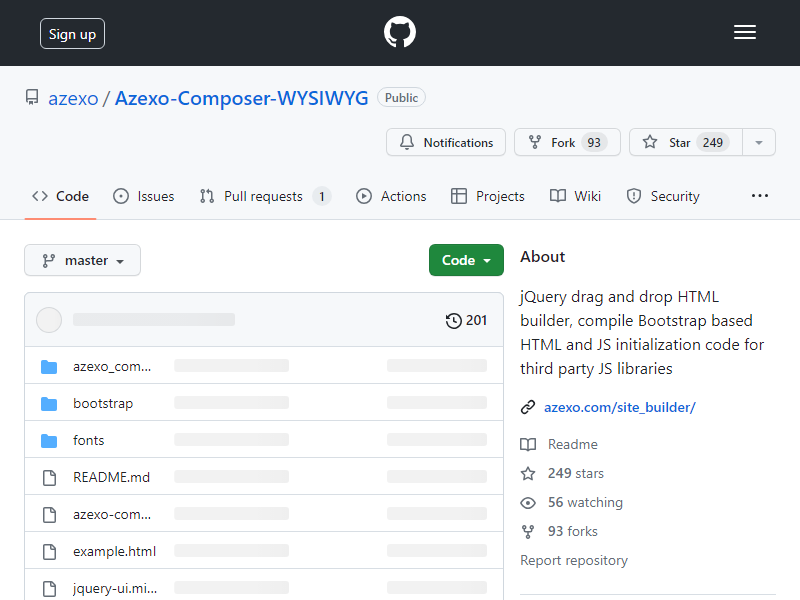 Sign up
azexo / Azexo-Composer-WYSIWYG Public
Notifications Fork 93 Star 249
Code Issues Pull requests 1 Actions Projects Wiki Security ...
master Code
About
jQuery drag and drop HTML
builder, compile Bootstrap based
HTML and JS initialization code for
third party JS libraries
azexo.com/site_builder/
Readme
249 stars
56 watching
93 forks
Report repository
201
azexo_com...
bootstrap
fonts
README.md
azexo-com...
example.html
jquery-ui.mi...